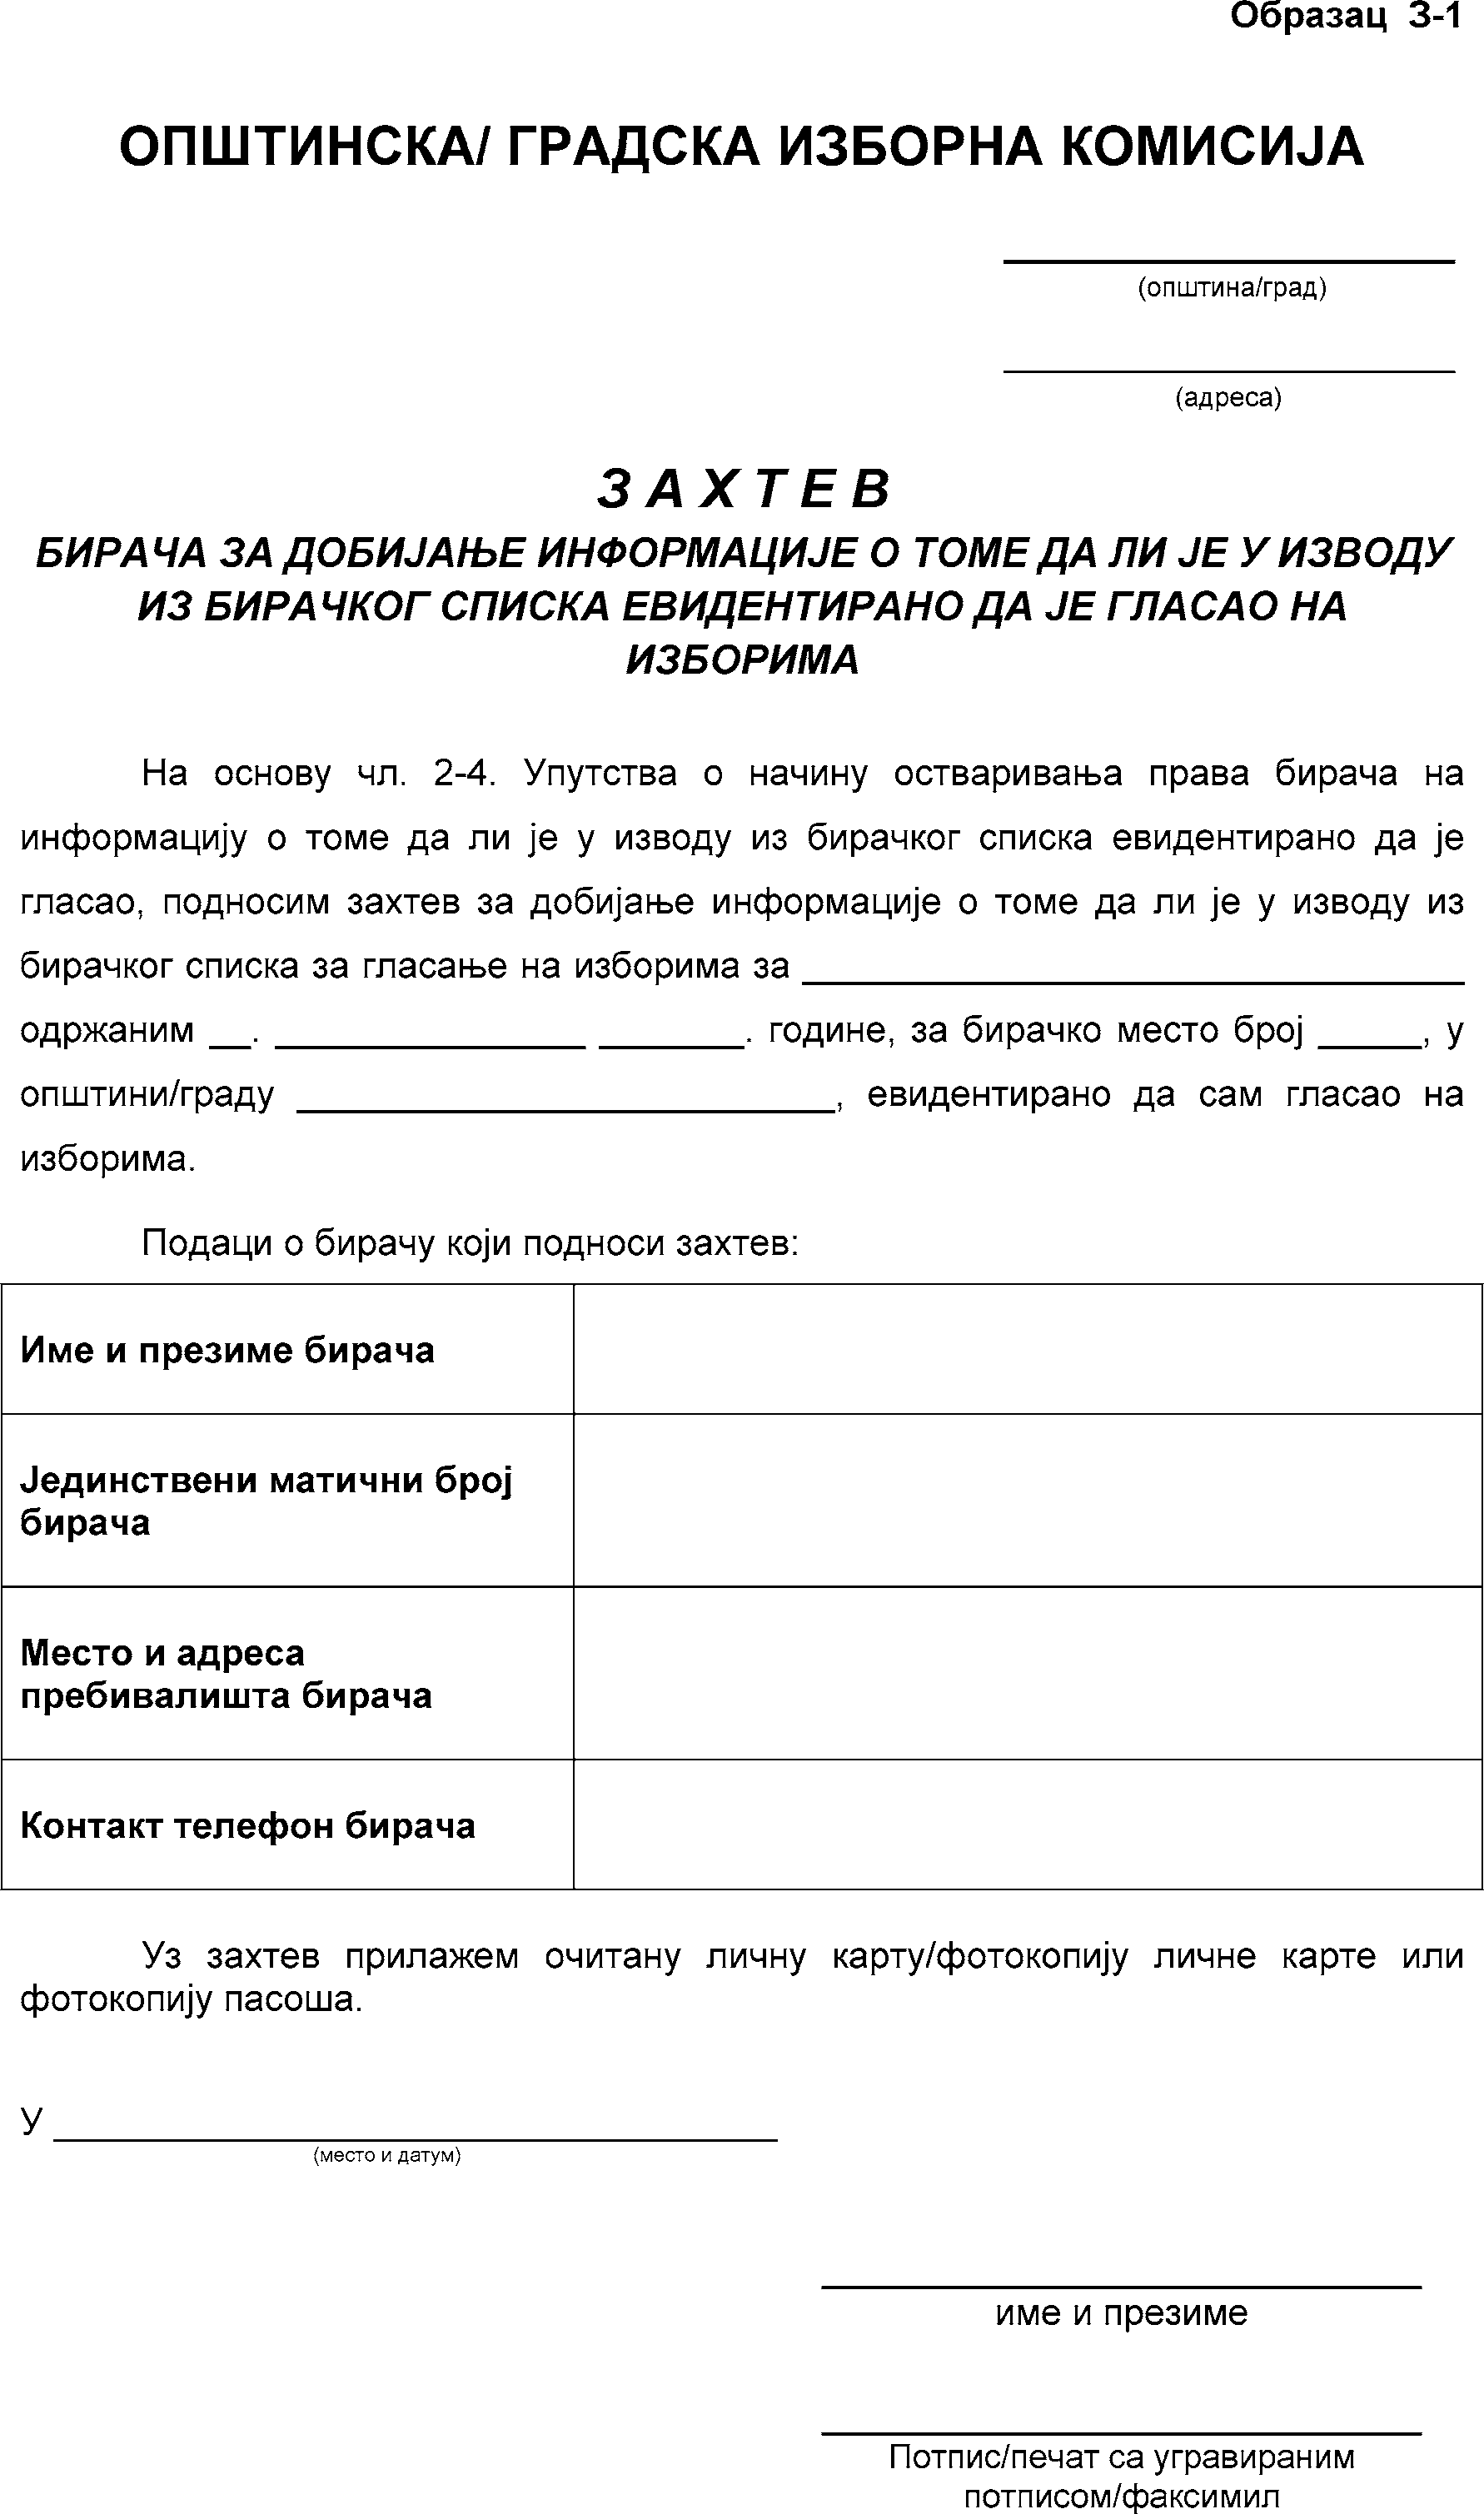 Образац З-1
ОПШТИНСКА/ ГРАДСКА ИЗБОРНА КОМИСИЈА
(општина/град)
(адреса)
З А Х Т Е В
БИРАЧА ЗА ДОБИЈАЊЕ ИНФОРМАЦИЈЕ О ТОМЕ ДА ЛИ ЈЕ У ИЗВОДУ
ИЗ БИРАЧКОГ СПИСКА ЕВИДЕНТИРАНО ДА ЈЕ ГЛАСАО НА
ИЗБОРИМА
На основу чл. 2-4. Упутства о начину остваривања права бирача на
информацију о томе да ли је у изводу из бирачког списка евидентирано да је
гласао, подносим захтев за добијање информације о томе да ли је у изводу из
бирачког списка за гласање на изборима за ________________________________
одржаним __. _______________ _______. године, за бирачко место број _____, у
општини/граду __________________________, евидентирано да сам гласао на
изборима.
Подаци о бирачу који подноси захтев:
Име и презиме бирача
Јединствени матични број
бирача
Место и адреса
пребивалишта бирача
Контакт телефон бирача
Уз захтев прилажем очитану личну карту/фотокопију личне карте или
фотокопију пасоша.
У ___________________________________
(место и датум)
име и презиме
Потпис/печат са угравираним
потписом/факсимил